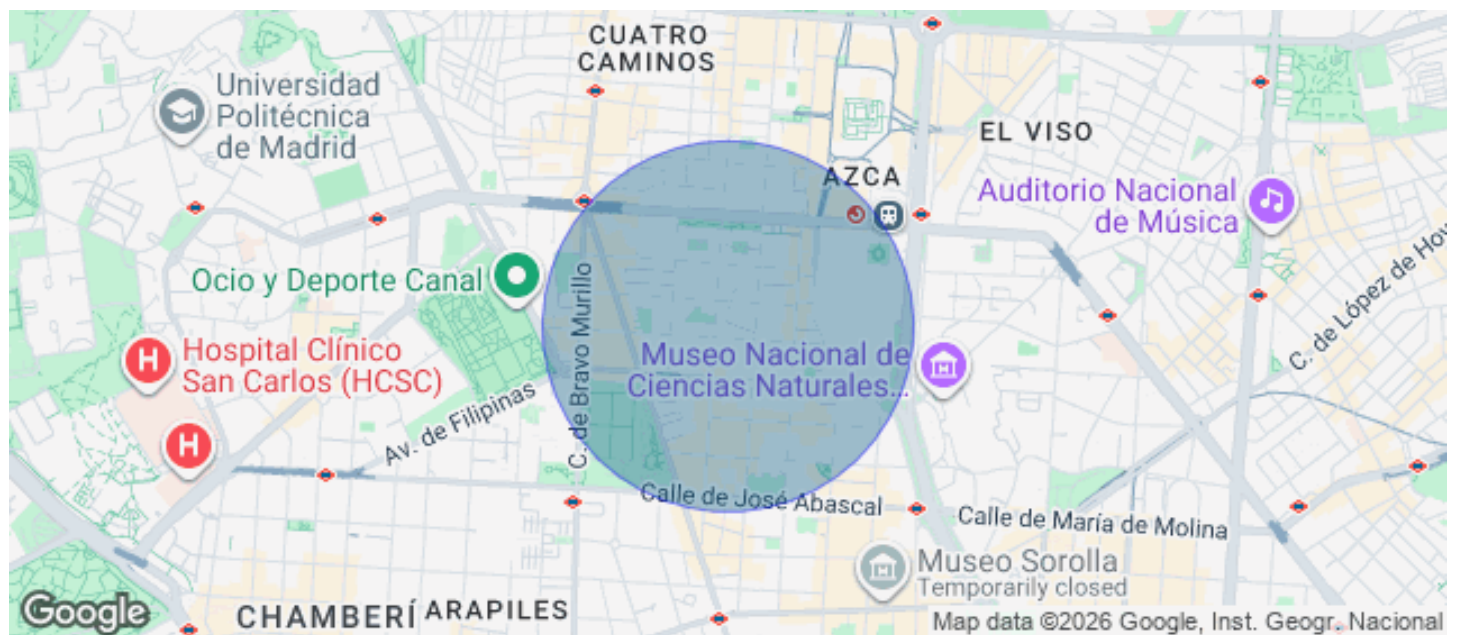 CUATRO
CAMINOS
Universidad
Politécnica
de Madrid
EL VISO
AZCA
Auditorio Nacional
de Música
Ocio y Deporte Canal
C. de Bravo Murillo
C. de López de Hoy
Hospital Clínico
San Carlos (HCSC)
H
Museo Nacional de
Ciencias Naturales...
Av. de Filipinas
H
Calle de José Abascal
Calle de María de Molina
Museo Sorolla
Temporarily closed
CHAMBERÍ
ARAPILES
Google
Map data ©2026 Google, Inst. Geogr. Nacional